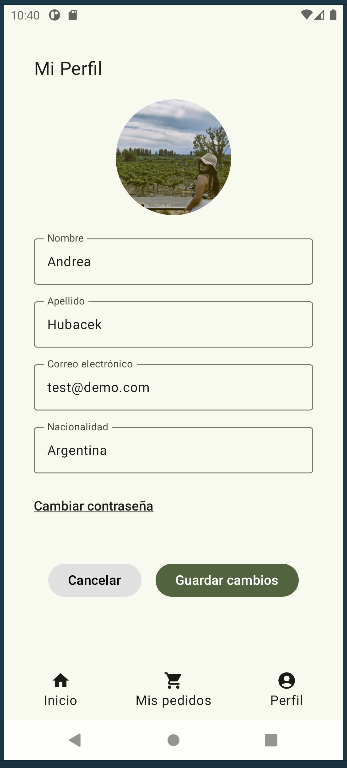 10:40
Mi Perfil
Nombre
Andrea
Apellido
Hubacek
Correo electrónico
test@demo.com
Nacionalidad
Argentina
Cambiar contraseña
Cancelar Guardar cambios
Inicio Mis pedidos Perfil